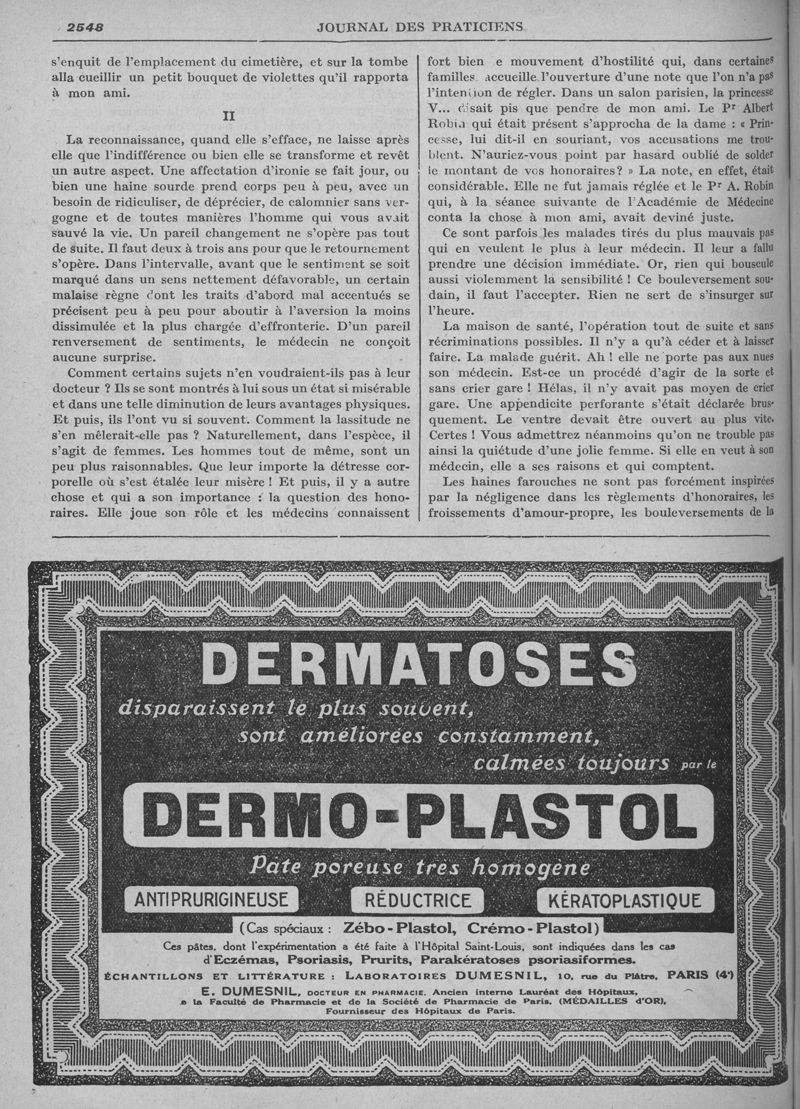 2548
JOURNAL DES PRATICIENS
s'enquit de l'emplacement du cimetière, et sur la tombe
alla cueillir un petit bouquet de violettes qu'il rapporta
à mon ami.
II
La reconnaissance, quand elle s'efface, ne laisse après
elle que l'indifférence ou bien elle se transforme et revêt
un autre aspect. Une affectation d'ironie se fait jour, ou
bien une haine sourde prend corps peu à peu, avec un
besoin de ridiculiser, de déprécier, de calomnier sans ver-
gogne et de toutes manières l'homme qui vous avait
sauvé la vie. Un pareil changement ne s'opère pas tout
de suite. Il faut deux à trois ans pour que le retournement
s'opère. Dans l'intervalle, avant que le sentiment se soit
marqué dans un sens nettement défavorable, un certain
malaise règne dont les traits d'abord mal accentués se
précisent peu à peu pour aboutir à l'aversion la moins
dissimulée et la plus chargée d'effronterie. D'un pareil
renversement de sentiments, le médecin ne conçoit
aucune surprise.
Comment certains sujets n'en voudraient-ils pas à leur
docteur ? Ils se sont montrés à lui sous un état si misérable
et dans une telle diminution de leurs avantages physiques.
Et puis, ils l'ont vu si souvent. Comment la lassitude ne
s'en mêlerait-elle pas ? Naturellement, dans l'espèce, il
s'agit de femmes. Les hommes tout de même, sont un
peu plus raisonnables. Que leur importe la détresse cor-
porelle où s'est étalée leur misère ! Et puis, il y a autre
chose et qui a son importance : la question des hono-
raires. Elle joue son rôle et les médecins connaissent
fort bien e mouvement d'hostilité qui, dans certaines
familles accueille l'ouverture d'une note que l'on n'a pas
l'intention de régler. Dans un salon parisien, la princesse
V... disait pis que pendre de mon ami. Le Pr Albert
Robin qui était présent s'approcha de la dame : « Prin-
cesse, lui dit-il en souriant, vos accusations me trou-
blent. N'auriez-vous point par hasard oublié de solder
le montant de vos honoraires? » La note, en effet, était
considérable. Elle ne fut jamais réglée et le Pr A. Robin
qui, à la séance suivante de l'Académie de Médecine
conta la chose à mon ami, avait deviné juste.
Ce sont parfois les malades tirés du plus mauvais pas
qui en veulent le plus à leur médecin. Il leur a fallu
prendre une décision immédiate. Or, rien qui bouscule
aussi violemment la sensibilité ! Ce bouleversement sou-
dain, il faut l'accepter. Rien ne sert de s'insurger sur
l'heure.
La maison de santé, l'opération tout de suite et sans
récriminations possibles. Il n'y a qu'à céder et à laisser
faire. La malade guérit. Ah ! elle ne porte pas aux nues
son médecin. Est-ce un procédé d'agir de la sorte et
sans crier gare ! Hélas, il n'y avait pas moyen de crier
gare. Une appendicite perforante s'était déclarée brus-
quement. Le ventre devait être ouvert au plus vite.
Certes ! Vous admettrez néanmoins qu'on ne trouble pas
ainsi la quiétude d'une jolie femme. Si elle en veut à son
médecin, elle a ses raisons et qui comptent.
Les haines farouches ne sont pas forcément inspirées
par la négligence dans les règlements d'honoraires, les
froissements d'amour-propre, les bouleversements de la
DERMATOSES
disparaissent le plus souvent,
sont améliorées constamment,
calmées toujours par le
DERMO-PLASTOL
Pate poreuse très homogène
ANTIPRURIGINEUSE RÉDUCTRICE KÉRATOPLASTIQUE
(Cas spéciaux : Zébo-Plastol, Crémo-Plastol)
Ces pâtes, dont l'expérimentation a été faite à l'Hôpital Saint-Louis, sont indiquées dans les cas
d'Eczémas, Psoriasis, Prurits, Parakératoses psoriasiformes.
ÉCHANTILLONS ET LITTÉRATURE : LABORATOIRES DUMESNIL, 10, rue du Plâtre, PARIS (4e)
E. DUMESNIL, DOCTEUR EN PHARMACIE, Ancien interne Lauréat des Hôpitaux,
e la Faculté de Pharmacie et de la Société de Pharmacie de Paris. (MÉDAILLES d'OR),
Fournisseur des Hôpitaux de Paris.